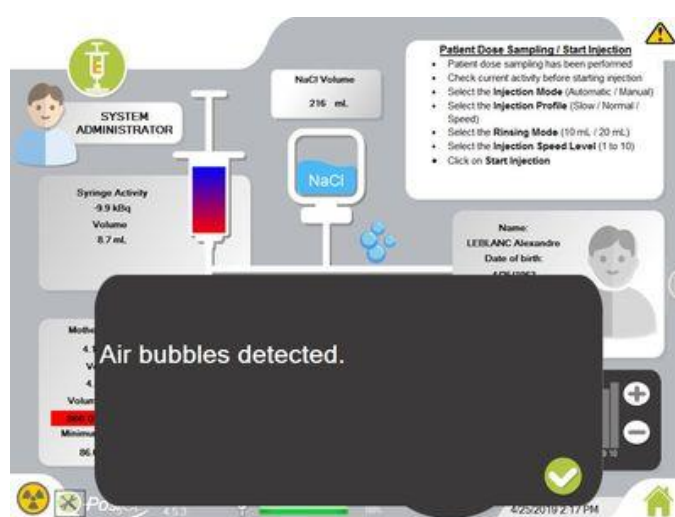 Patient Dose Sampling / Start Injection
• Patient dose sampling has been performed
• Check current activity before starting injection
• Select the Injection Mode (Automatic / Manual)
• Select the Injection Profile (Slow / Normal /
Speed)
• Select the Rinsing Mode (10 mL / 20 mL)
• Select the Injection Speed Level (1 to 10)
• Click on Start Injection
NaCl Volume
216 mL
SYSTEM
ADMINISTRATOR
NaCl
Syringe Activity
-9.9 kBq
Volume
8.7 mL
Name:
LEBLANC Alexandre
Date of birth:
Air bubbles detected.
4.5.3
4/25/2019 2:17 PM